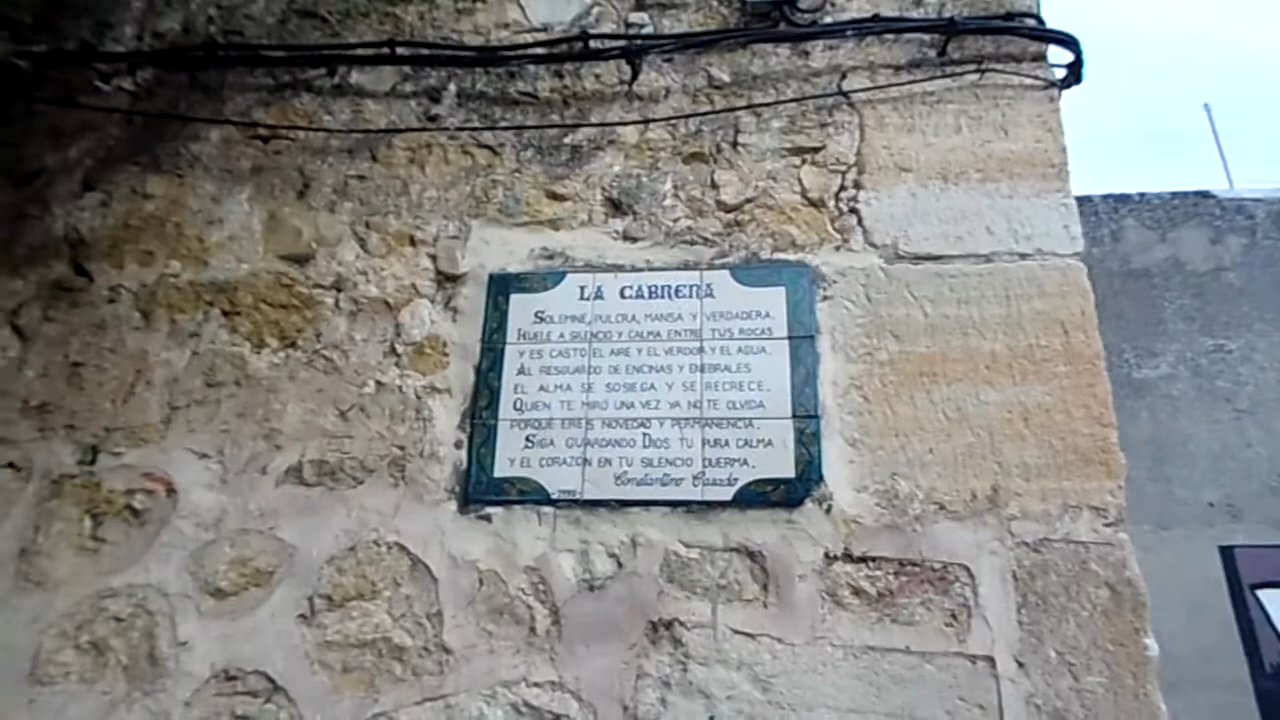 LA CABRERA
SOLEMNE, PULCRA, MANSA Y VERDADERA.
HUELE A SILENCIO Y CALMA ENTRE TUS ROCAS
Y ES CASTO EL AIRE Y EL VERDOR Y EL AGUA.
AL RESGUARDO DE ENCINAS Y ENEBRALES
EL ALMA SE SOSIEGA Y SE RECRECE.
QUIEN TE MIRÓ UNA VEZ YA NO TE OLVIDA
PORQUE ERES NOVEDAD Y PERMANENCIA.
SIGA GUARDANDO DIOS TU PURA CALMA
Y EL CORAZON EN TU SILENCIO DUERMA.
Constantino Casado